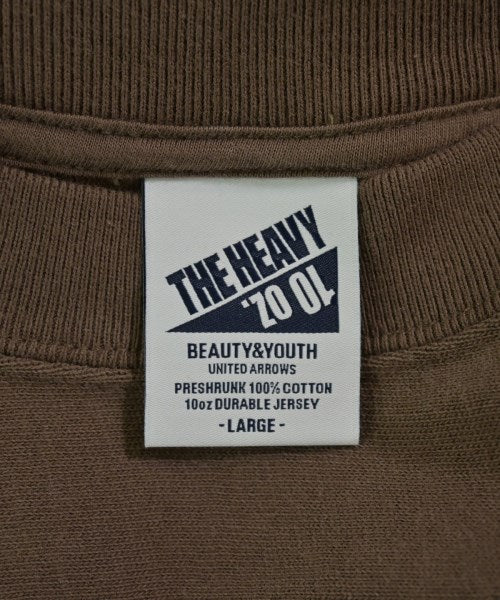 THE HEAVY
10 OZ.
BEAUTY&YOUTH
UNITED ARROWS
PRESHRUNK 100% COTTON
10oz DURABLE JERSEY
-LARGE-